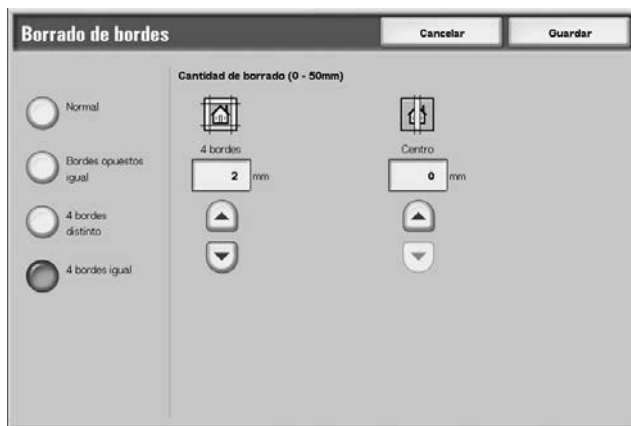 Borrado de bordes
Cancelar
Guardar
Cantidad de borrado (0 - 50mm)
Normal
Bordes opuestos
igual
4 bordes
distinto
4 bordes igual
4 bordes
2 mm
Centro
0 mm